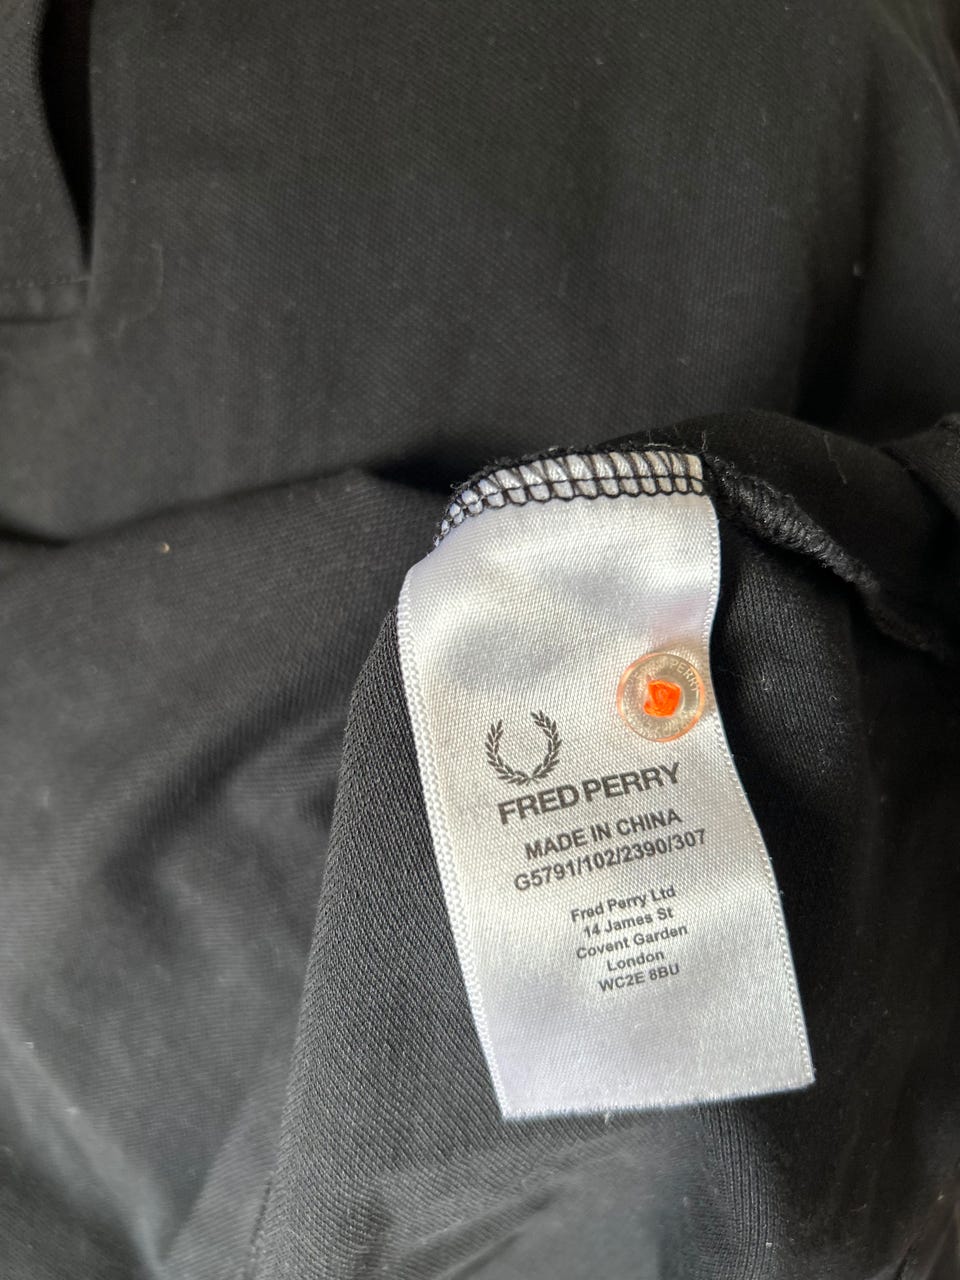 PERRY
FRED PERRY
MADE IN CHINA
G5791/102/2390/307
Fred Perry Ltd
14 James St
Covent Garden
London
WC2E 8BU